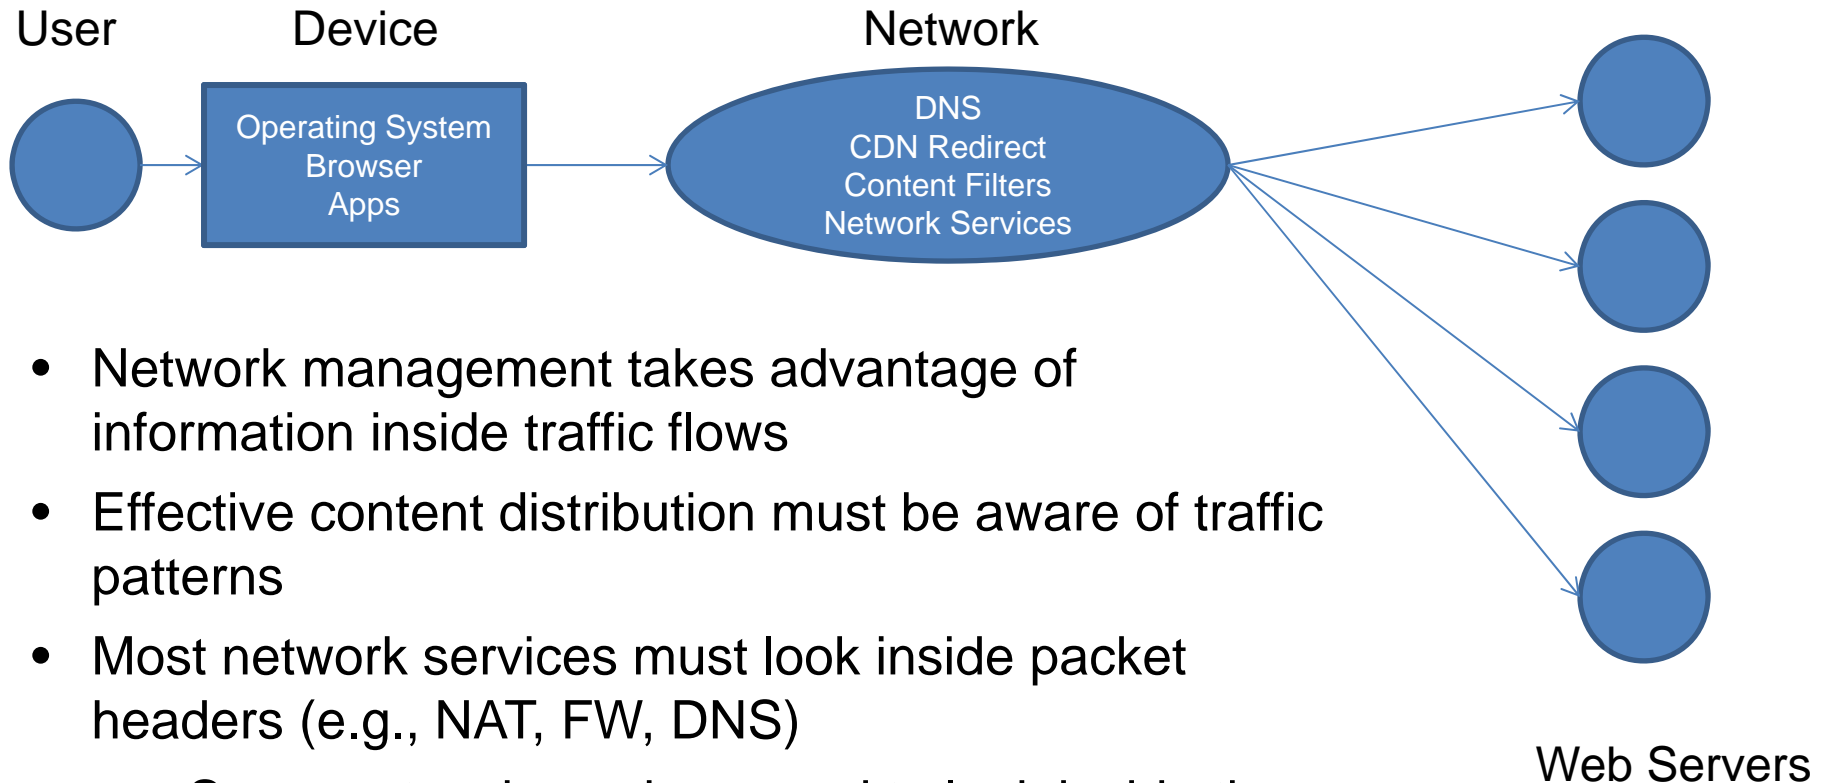 User
Device
Network
Operating System
Browser
Apps
DNS
CDN Redirect
Content Filters
Network Services
• Network management takes advantage of
information inside traffic flows
• Effective content distribution must be aware of traffic
patterns
• Most network services must look inside packet
headers (e.g., NAT, FW, DNS)
Web Servers